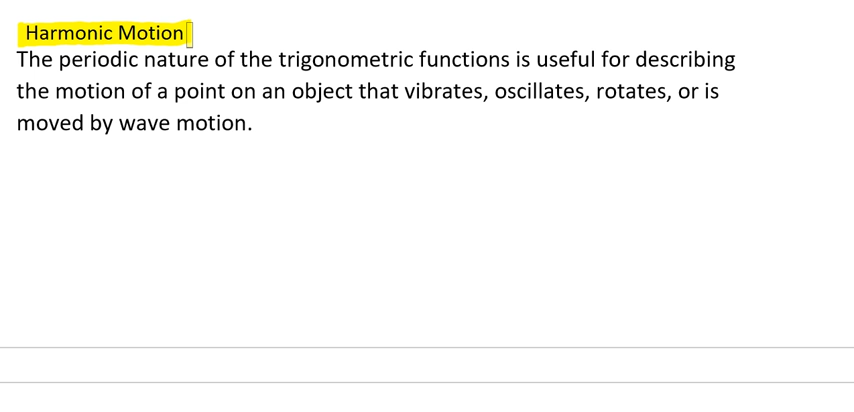 Harmonic Motion
The periodic nature of the trigonometric functions is useful for describing
the motion of a point on an object that vibrates, oscillates, rotates, or is
moved by wave motion.